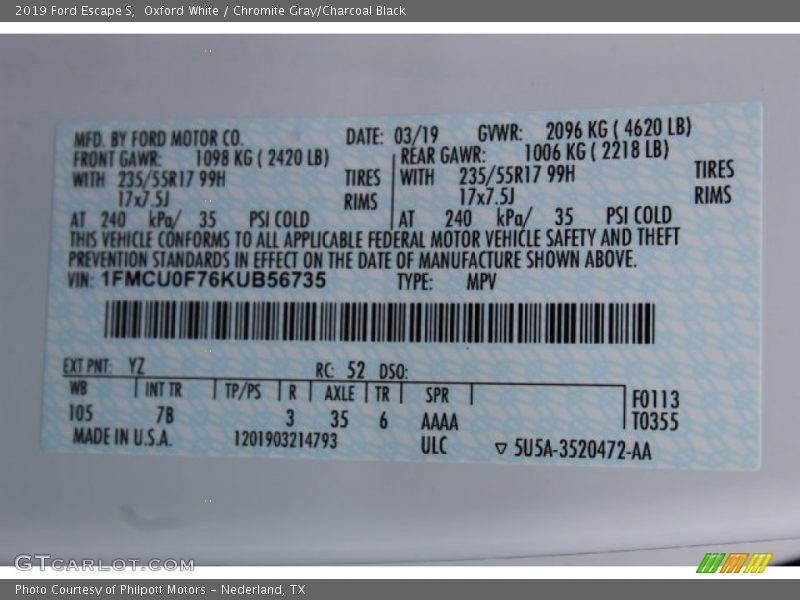 2019 Ford Escape S, Oxford White / Chromite Gray/Charcoal Black
MFD. BY FORD MOTOR CO. DATE: 03/19 GVWR: 2096 KG ( 4620 LB)
FRONT GAWR: 1098 KG ( 2420 LB) REAR GAWR: 1006 KG ( 2218 LB)
WITH 235/55R17 99H TIRES WITH 235/55R17 99H TIRES
17x7.5J RIMS 17x7.5J RIMS
AT 240 kPa/ 35 PSI COLD AT 240 kPa/ 35 PSI COLD
THIS VEHICLE CONFORMS TO ALL APPLICABLE FEDERAL MOTOR VEHICLE SAFETY AND THEFT
PREVENTION STANDARDS IN EFFECT ON THE DATE OF MANUFACTURE SHOWN ABOVE.
VIN: 1FMCU0F76KUB56735 TYPE: MPV
EXT PNT: YZ RC: 52 DSO:
WB INT TR TP/PS R AXLE TR SPR F0113
105 7B 3 35 6 AAAA T0355
MADE IN U.S.A. 1201903214793 ULC ▽ 5U5A-3520472-AA
GTCARLOT.COM
Photo Courtesy of Philpott Motors - Nederland, TX